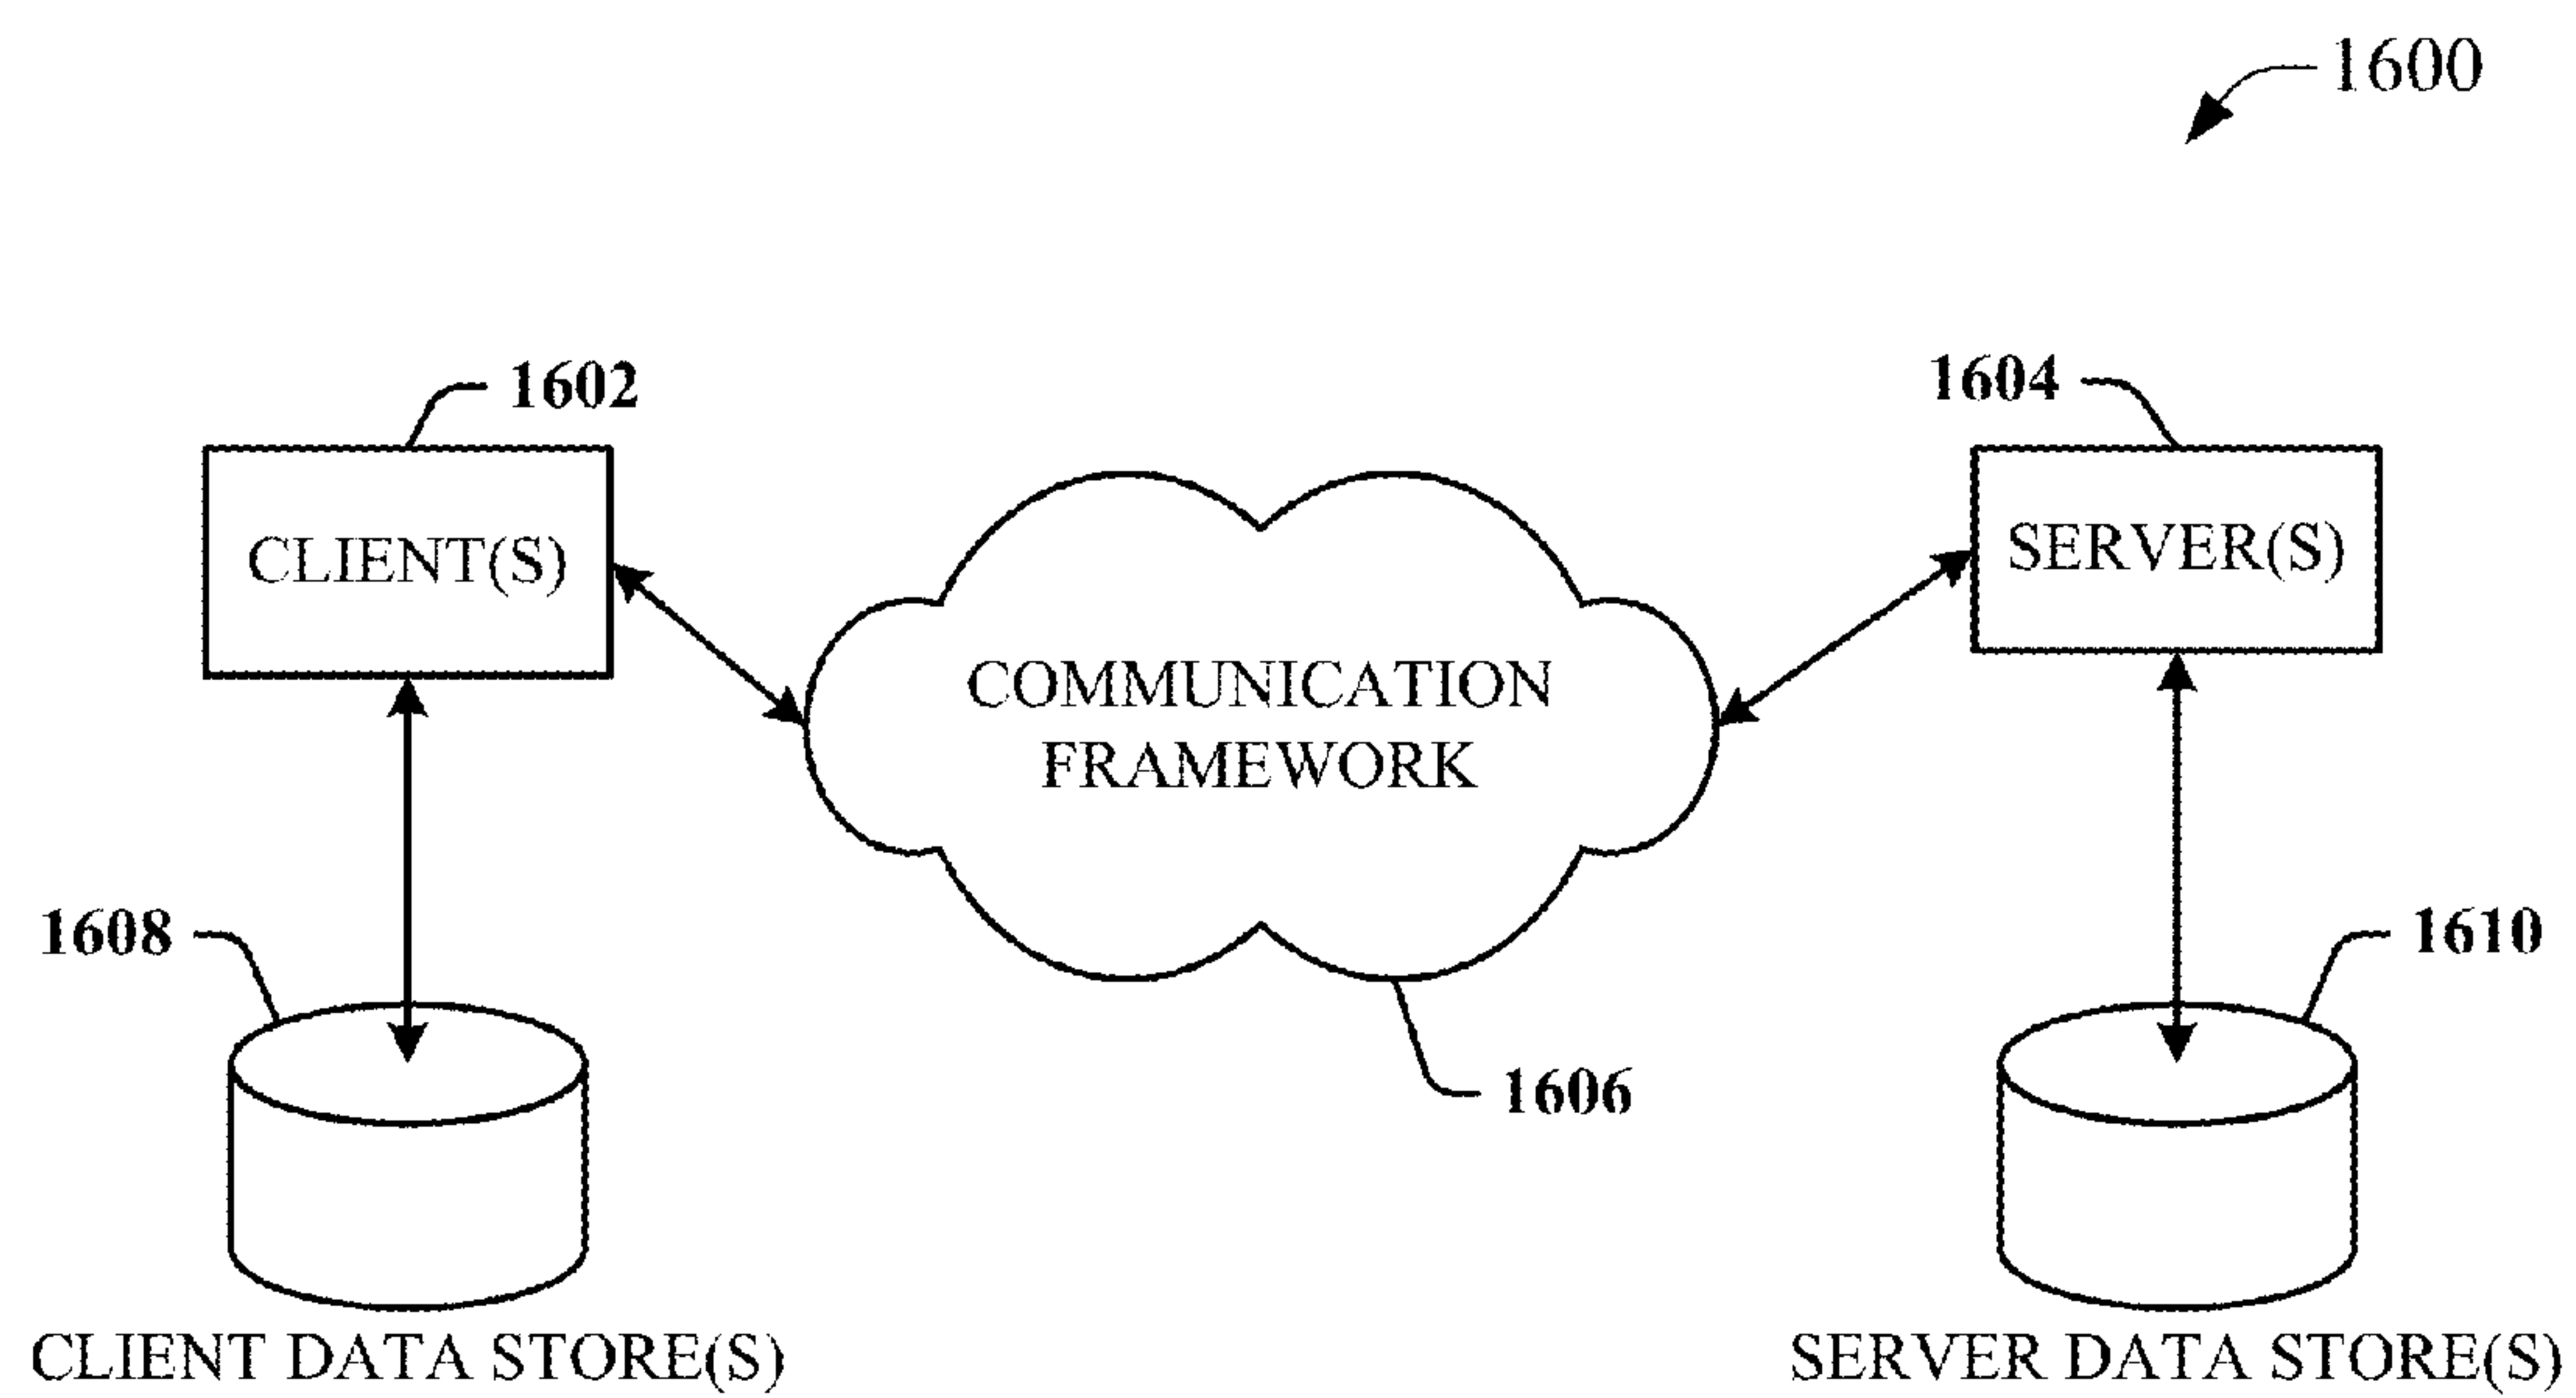 1600
1602
1604
CLIENT(S)
SERVER(S)
COMMUNICATION
FRAMEWORK
1608
1610
1606
CLIENT DATA STORE(S)
SERVER DATA STORE(S)